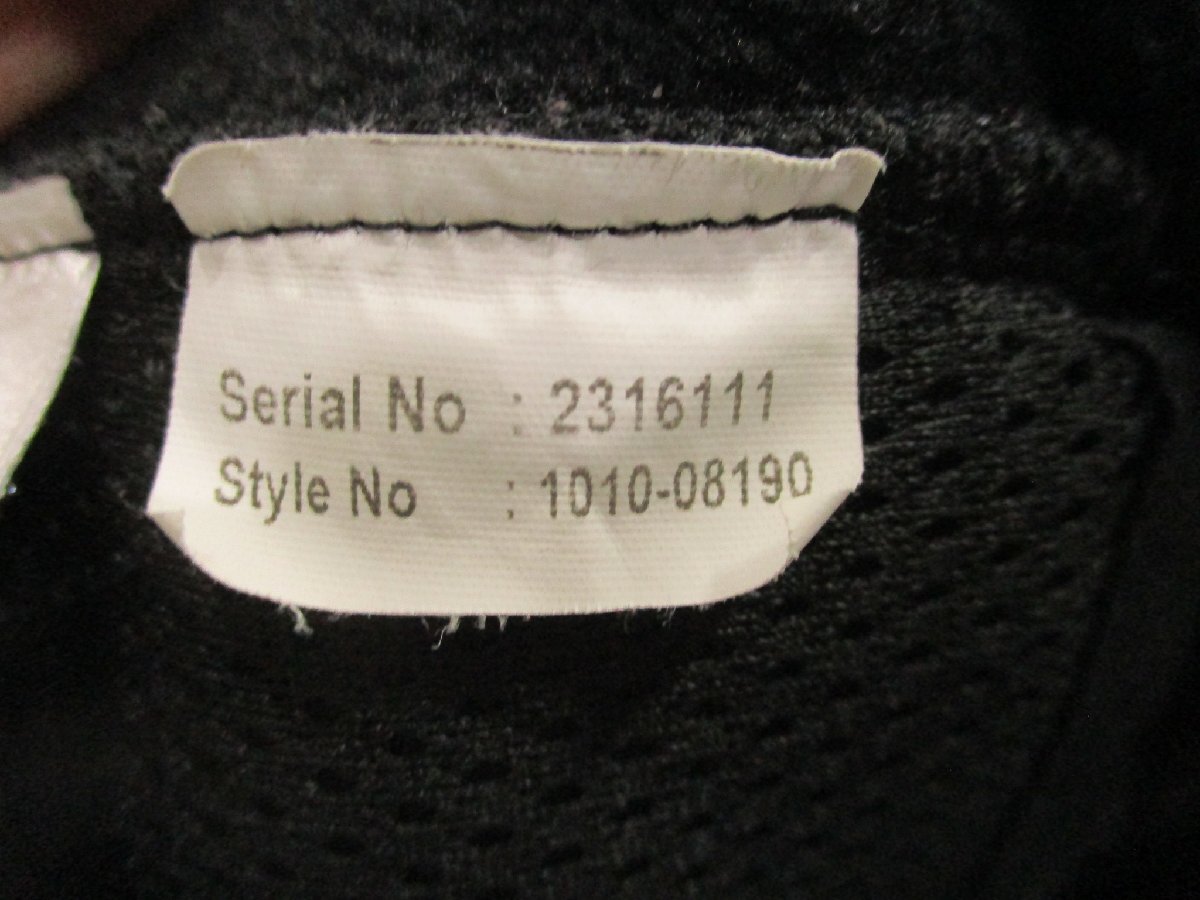 Serial No : 2316111
Style No : 1010-08190